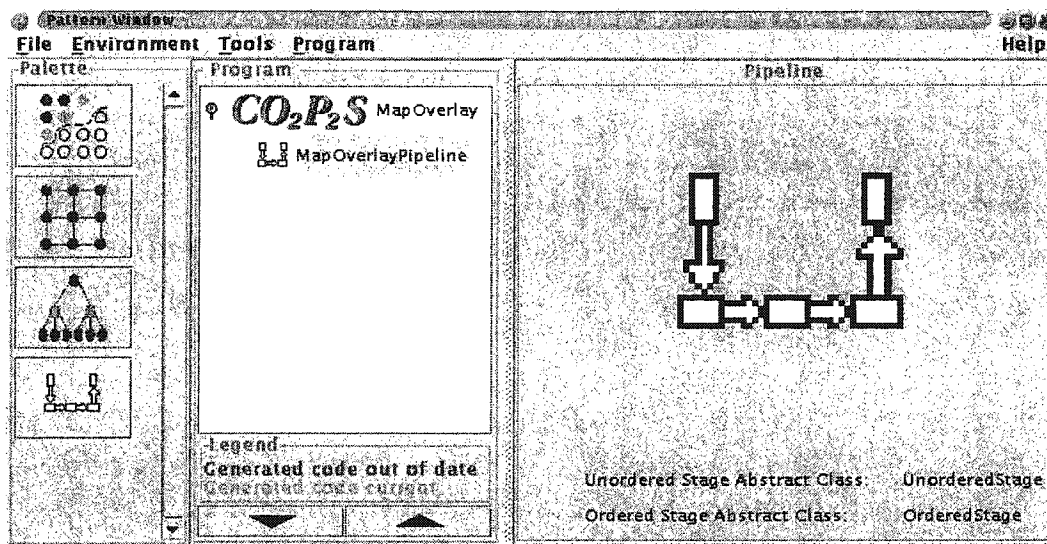 Pattern Window
File Environment Tools Program Help
Palette
Program
Pipeline
CO2P2S MapOverlay
MapOverlayPipeline
Legend
Generated code out of date
Generated code current
Unordered Stage Abstract Class: UnorderedStage
Ordered Stage Abstract Class: OrderedStage